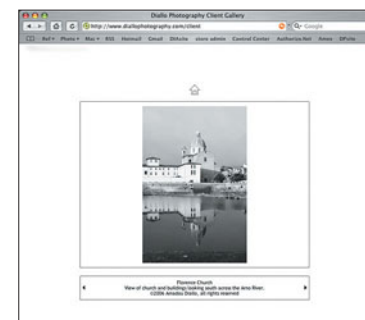 Diallo Photography Client Gallery
http://www.diallophotography.com/client
Google
Ref Photo Mac RSS Hotmail Gmail DIAsite store admin Control Center Authorize.Net Amex
Florence Church
View of church and buildings looking south across the Arno River.
©2006 Amadou Diallo, all rights reserved